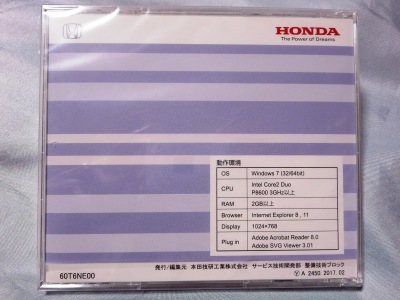 HONDA
The Power of Dreams
動作環境
OS Windows 7 (32/64bit)
CPU Intel Core2 Duo
P8600 3GHz以上
RAM 2GB以上
Browser Internet Explorer 8 , 11
Display 1024×768
Plug in Adobe Acrobat Reader 8.0
Adobe SVG Viewer 3.01
発行/編集元 本田技研工業株式会社 サービス技術開発部 整備技術ブロック
60T6NE00
Ⓨ A 2450 2017. 02